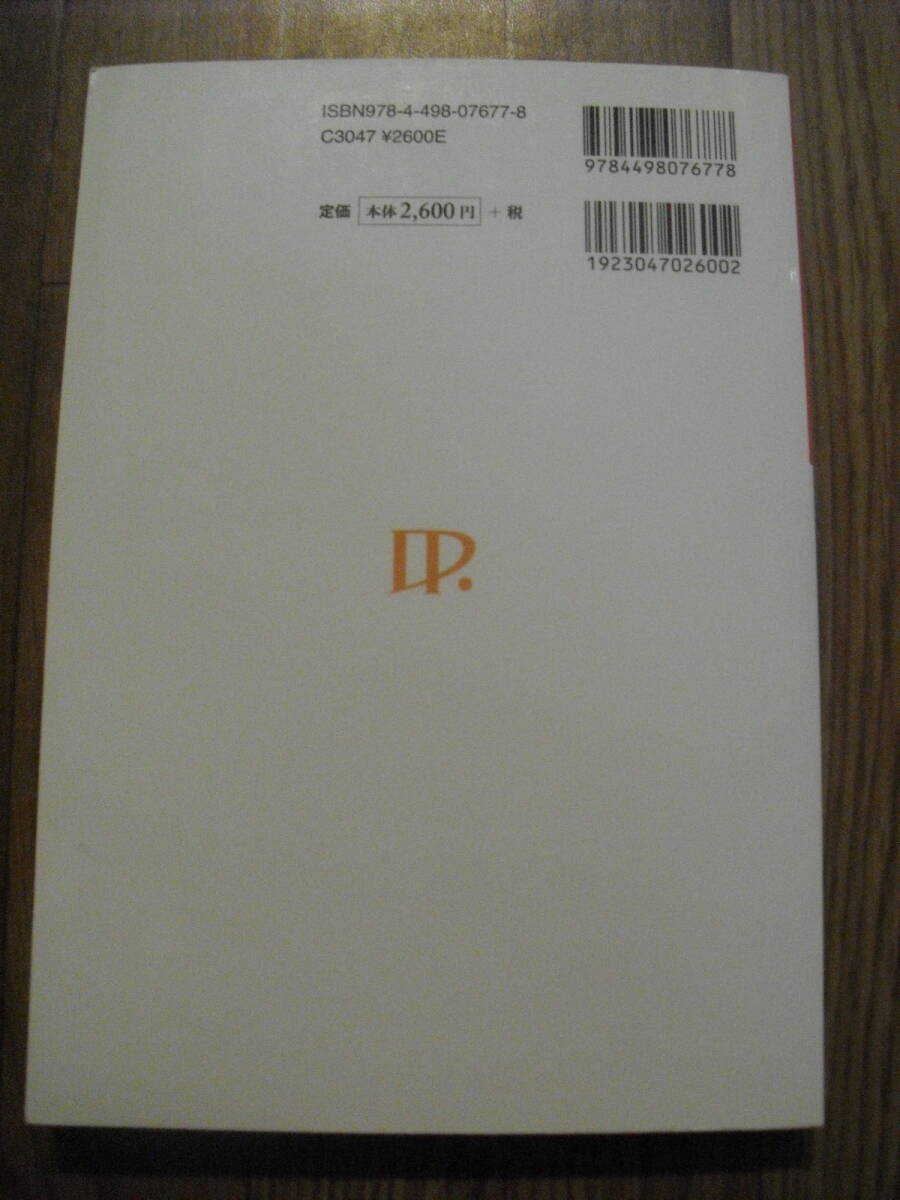 ISBN978-4-498-07677-8
C3047 ¥2600E
9784498076778
定価 本体2,600円 + 税
1923047026002
DP.